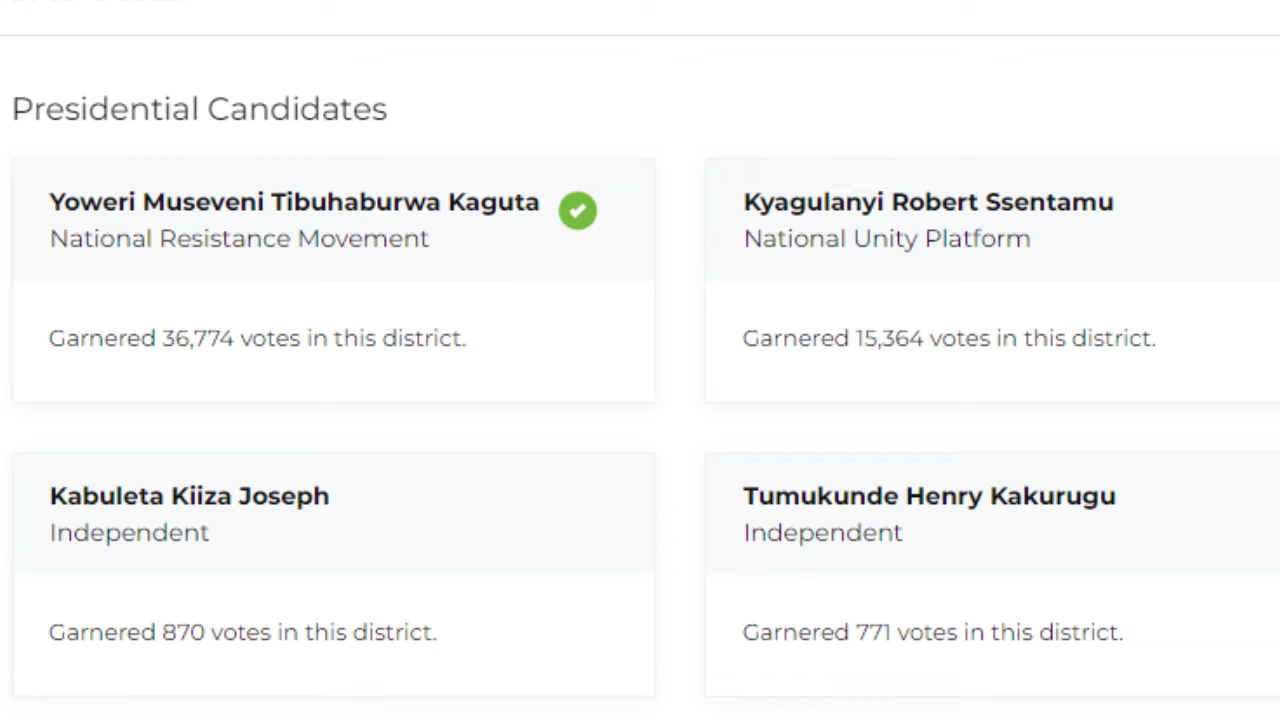 Presidential Candidates
Yoweri Museveni Tibuhaburwa Kaguta
National Resistance Movement
Garnered 36,774 votes in this district.
Kyagulanyi Robert Ssentamu
National Unity Platform
Garnered 15,364 votes in this district.
Kabuleta Kiiza Joseph
Independent
Garnered 870 votes in this district.
Tumukunde Henry Kakurugu
Independent
Garnered 771 votes in this district.